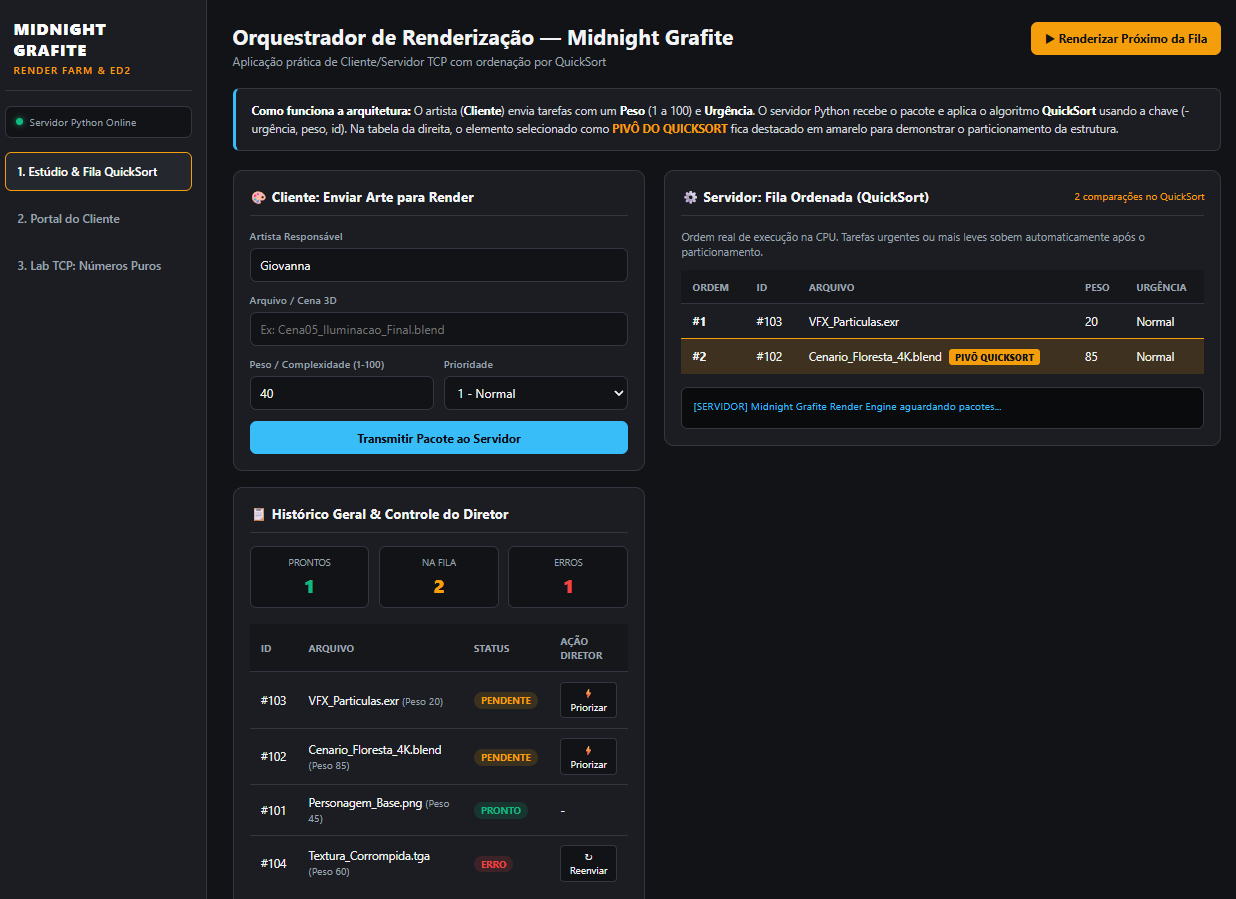 MIDNIGHT
GRAFITE
RENDER FARM & ED2
Servidor Python Online
1. Estúdio & Fila QuickSort
2. Portal do Cliente
3. Lab TCP: Números Puros
Orquestrador de Renderização — Midnight Grafite
Aplicação prática de Cliente/Servidor TCP com ordenação por QuickSort
▶ Renderizar Próximo da Fila
Como funciona a arquitetura: O artista (Cliente) envia tarefas com um Peso (1 a 100) e Urgência. O servidor Python recebe o pacote e aplica o algoritmo QuickSort usando a chave (-
urgência, peso, id). Na tabela da direita, o elemento selecionado como PIVÔ DO QUICKSORT fica destacado em amarelo para demonstrar o particionamento da estrutura.
🎨 Cliente: Enviar Arte para Render
Artista Responsável
Giovanna
Arquivo / Cena 3D
Ex: Cena05_Iluminacao_Final.blend
Peso / Complexidade (1-100) Prioridade
40 1 - Normal
Transmitir Pacote ao Servidor
⚙️ Servidor: Fila Ordenada (QuickSort) 2 comparações no QuickSort
Ordem real de execução na CPU. Tarefas urgentes ou mais leves sobem automaticamente após o
particionamento.
ORDEM ID ARQUIVO PESO URGÊNCIA
#1 #103 VFX_Particulas.exr 20 Normal
#2 #102 Cenario_Floresta_4K.blend PIVÔ QUICKSORT 85 Normal
[SERVIDOR] Midnight Grafite Render Engine aguardando pacotes...
📋 Histórico Geral & Controle do Diretor
PRONTOS NA FILA ERROS
1 2 1
ID ARQUIVO STATUS AÇÃO
DIRETOR
#103 VFX_Particulas.exr (Peso 20) PENDENTE ⚡
Priorizar
#102 Cenario_Floresta_4K.blend
(Peso 85) PENDENTE ⚡
Priorizar
#101 Personagem_Base.png (Peso
45) PRONTO -
#104 Textura_Corrompida.tga
(Peso 60) ERRO ↻
Reenviar